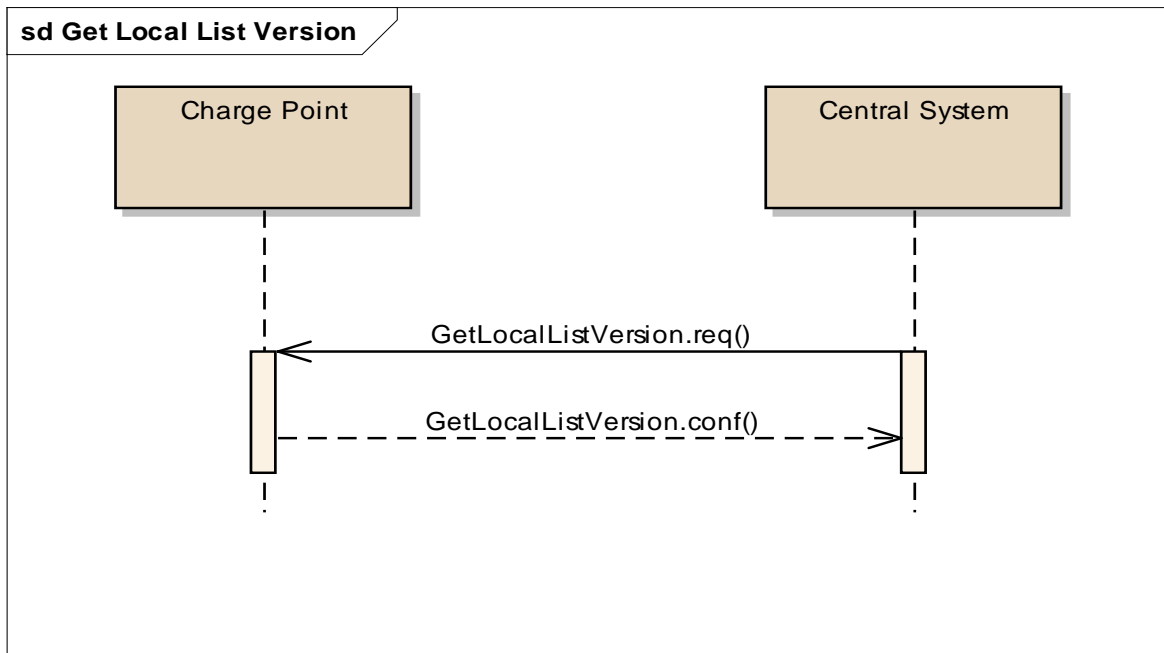 sd Get Local List Version
Charge Point
Central System
GetLocalListVersion.req()
GetLocalListVersion.conf()